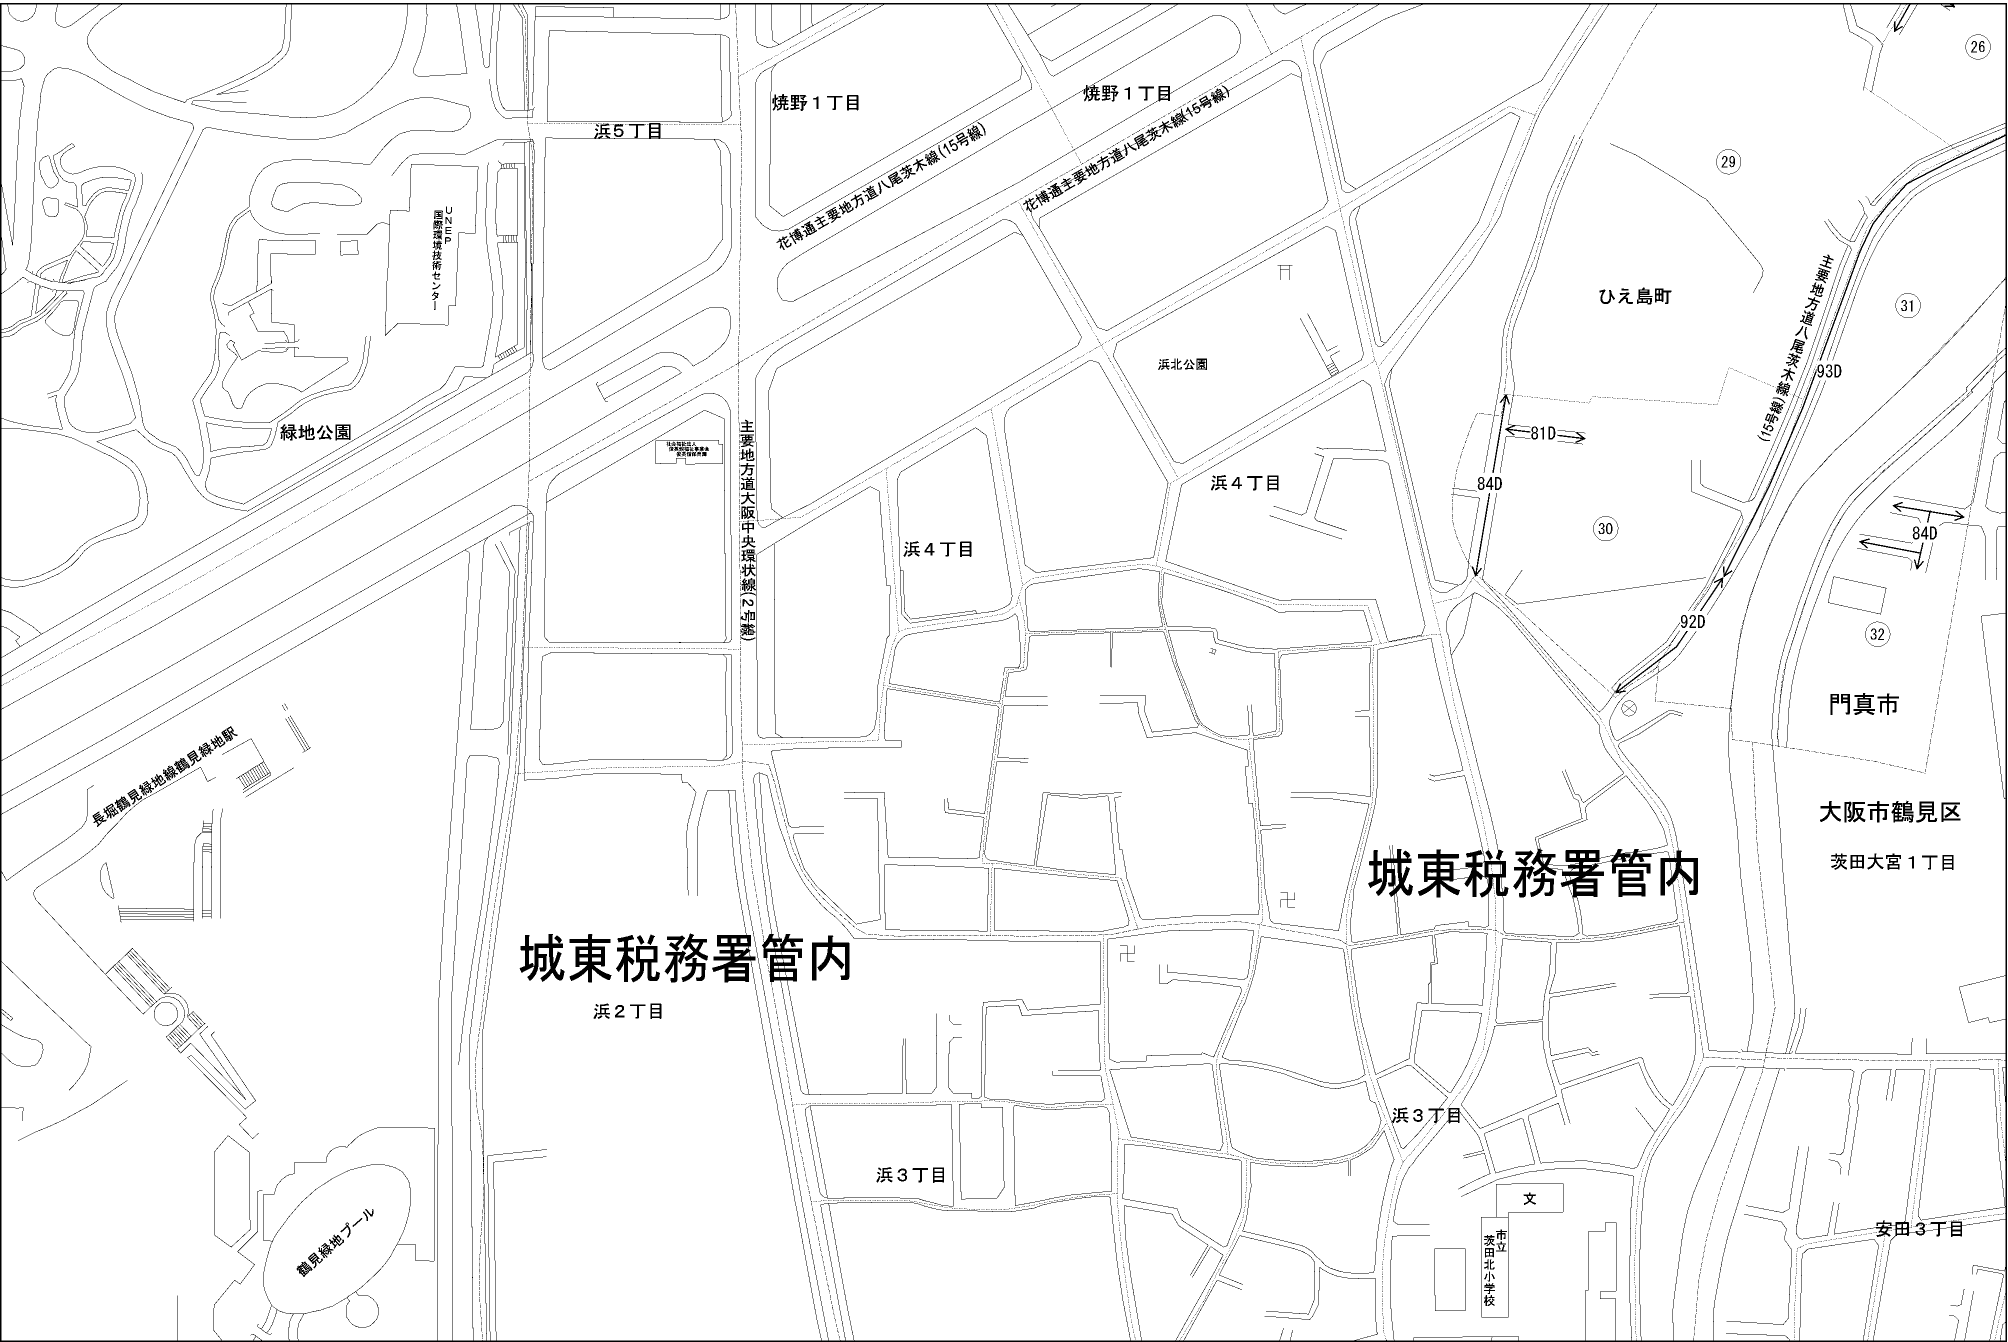 26
焼野１丁目
焼野１丁目
浜５丁目
花博通主要地方道八尾茨木線(15号線)
花博通主要地方道八尾茨木線(15号線)
29
UNEP
国際環境技術センター
ひえ島町
31
主要地方道八尾茨木線
(15号線)
93D
浜北公園
緑地公園
主要地方道大阪中央環状線(２号線)
81D
84D
浜４丁目
浜４丁目
30
84D
92D
32
門真市
長堀鶴見緑地線鶴見緑地駅
大阪市鶴見区
茨田大宮１丁目
城東税務署管内
城東税務署管内
浜２丁目
浜３丁目
浜３丁目
文
市立
茨田北小学校
安田３丁目
鶴見緑地プール